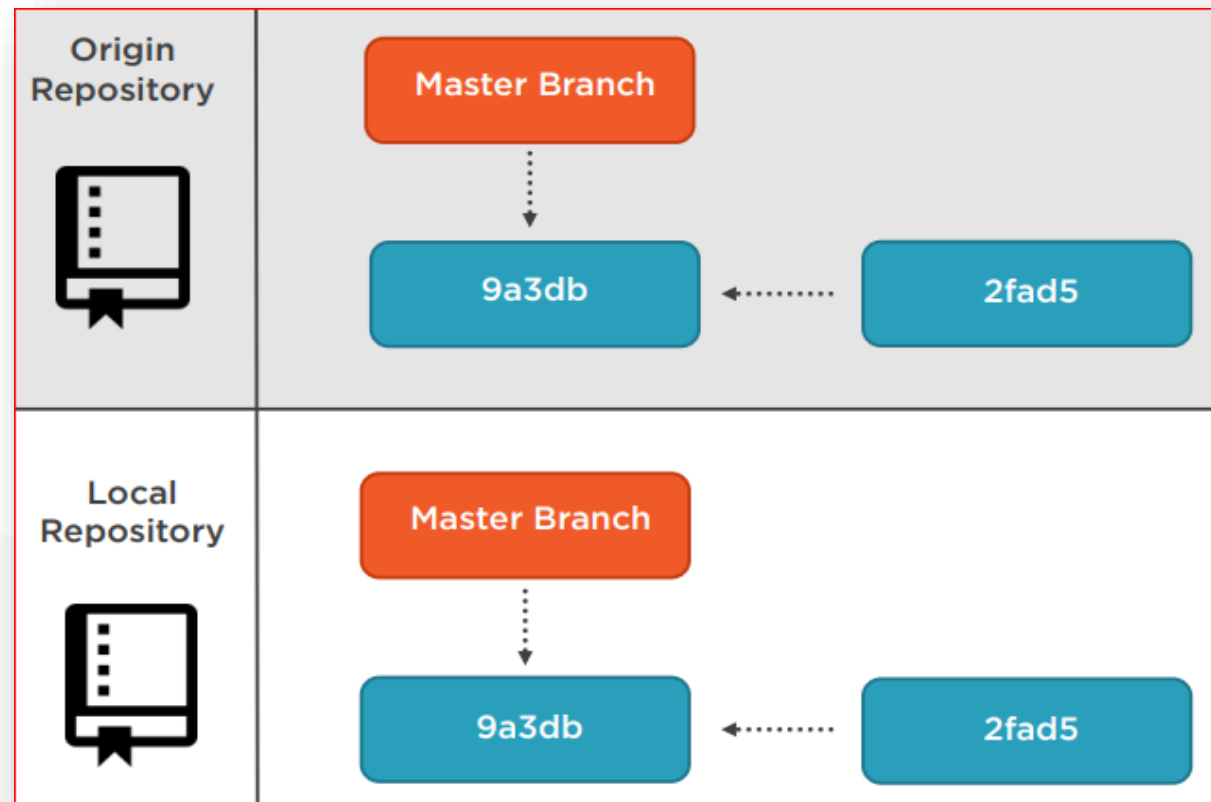 Origin
Repository
Master Branch
9a3db
2fad5
Local
Repository
Master Branch
9a3db
2fad5